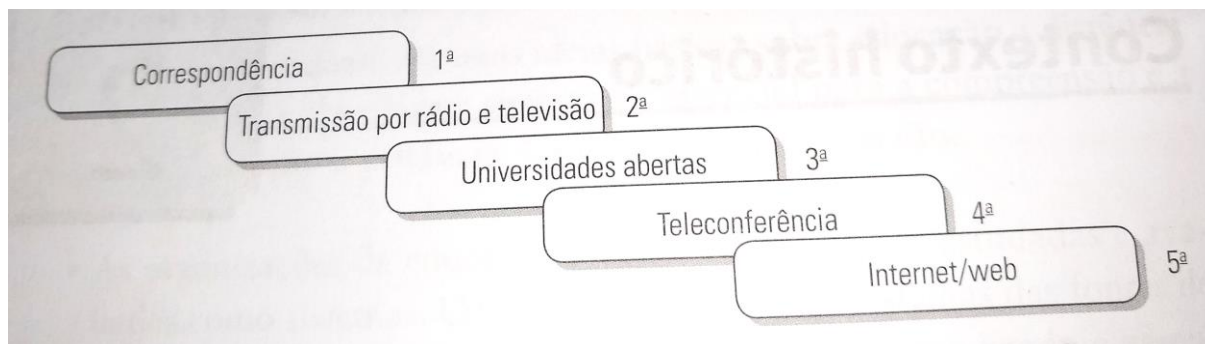 Contexto histórico
Correspondência 1ª
Transmissão por rádio e televisão 2ª
Universidades abertas 3ª
Teleconferência 4ª
Internet/web 5ª